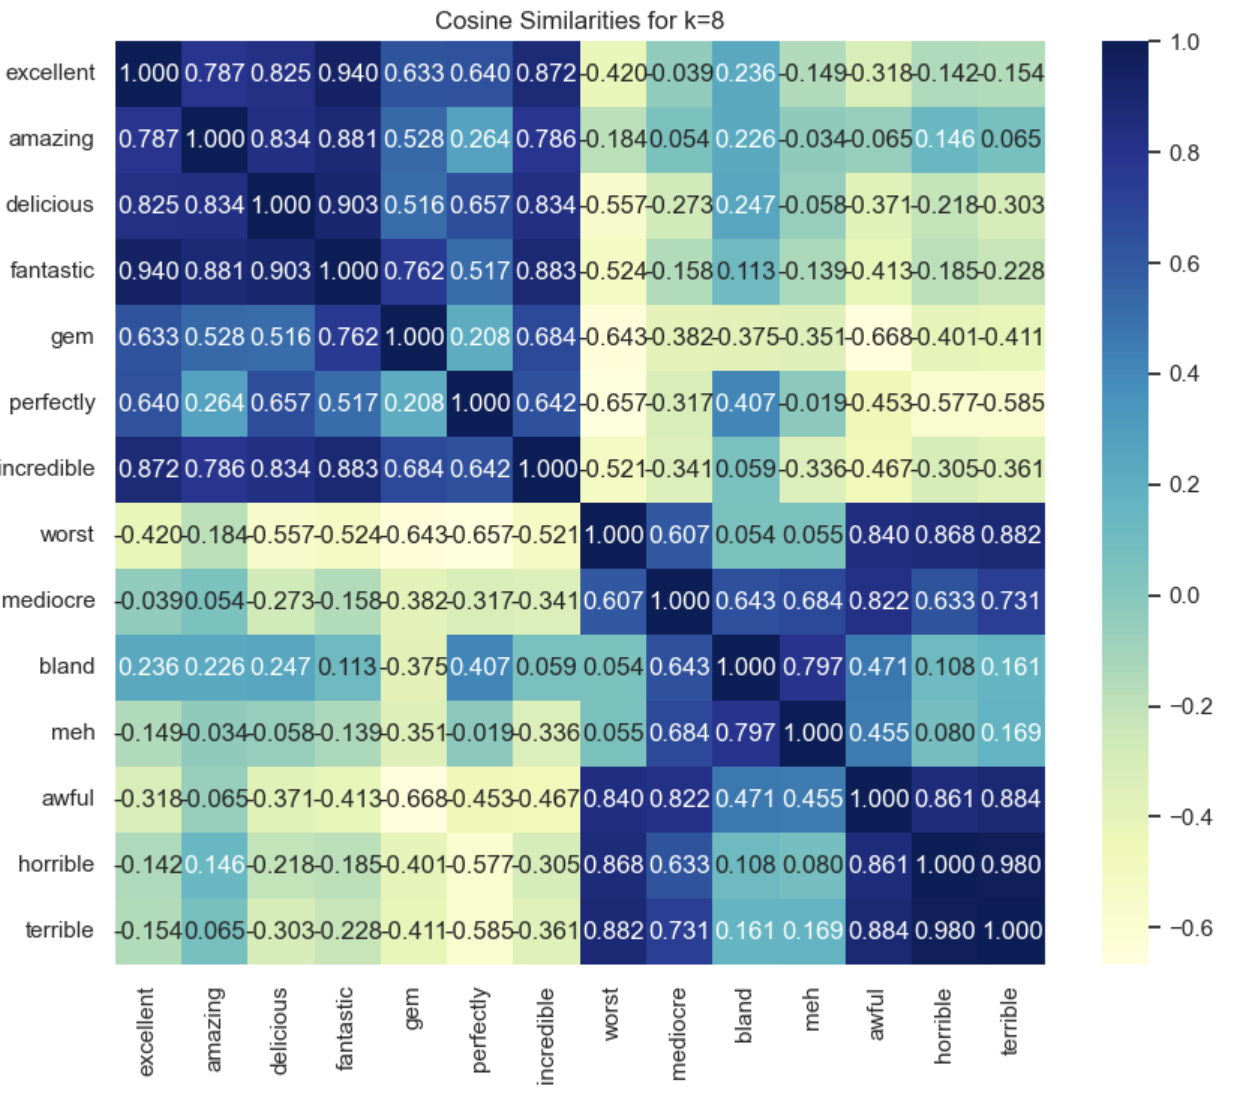 Cosine Similarities for k=8
excellent 1.000 0.787 0.825 0.940 0.633 0.640 0.872 -0.420 -0.039 0.236 -0.149 -0.318 -0.142 -0.154
amazing 0.787 1.000 0.834 0.881 0.528 0.264 0.786 -0.184 0.054 0.226 -0.034 -0.065 0.146 0.065
delicious 0.825 0.834 1.000 0.903 0.516 0.657 0.834 -0.557 -0.273 0.247 -0.058 -0.371 -0.218 -0.303
fantastic 0.940 0.881 0.903 1.000 0.762 0.517 0.883 -0.524 -0.158 0.113 -0.139 -0.413 -0.185 -0.228
gem 0.633 0.528 0.516 0.762 1.000 0.208 0.684 -0.643 -0.382 -0.375 -0.351 -0.668 -0.401 -0.411
perfectly 0.640 0.264 0.657 0.517 0.208 1.000 0.642 -0.657 -0.317 0.407 -0.019 -0.453 -0.577 -0.585
incredible 0.872 0.786 0.834 0.883 0.684 0.642 1.000 -0.521 -0.341 0.059 -0.336 -0.467 -0.305 -0.361
worst -0.420 -0.184 -0.557 -0.524 -0.643 -0.657 -0.521 1.000 0.607 0.054 0.055 0.840 0.868 0.882
mediocre -0.039 0.054 -0.273 -0.158 -0.382 -0.317 -0.341 0.607 1.000 0.643 0.684 0.822 0.633 0.731
bland 0.236 0.226 0.247 0.113 -0.375 0.407 0.059 0.054 0.643 1.000 0.797 0.471 0.108 0.161
meh -0.149 -0.034 -0.058 -0.139 -0.351 -0.019 -0.336 0.055 0.684 0.797 1.000 0.455 0.080 0.169
awful -0.318 -0.065 -0.371 -0.413 -0.668 -0.453 -0.467 0.840 0.822 0.471 0.455 1.000 0.861 0.884
horrible -0.142 0.146 -0.218 -0.185 -0.401 -0.577 -0.305 0.868 0.633 0.108 0.080 0.861 1.000 0.980
terrible -0.154 0.065 -0.303 -0.228 -0.411 -0.585 -0.361 0.882 0.731 0.161 0.169 0.884 0.980 1.000
excellent amazing delicious fantastic gem perfectly incredible worst mediocre bland meh awful horrible terrible
1.0
0.8
0.6
0.4
0.2
0.0
−0.2
−0.4
−0.6